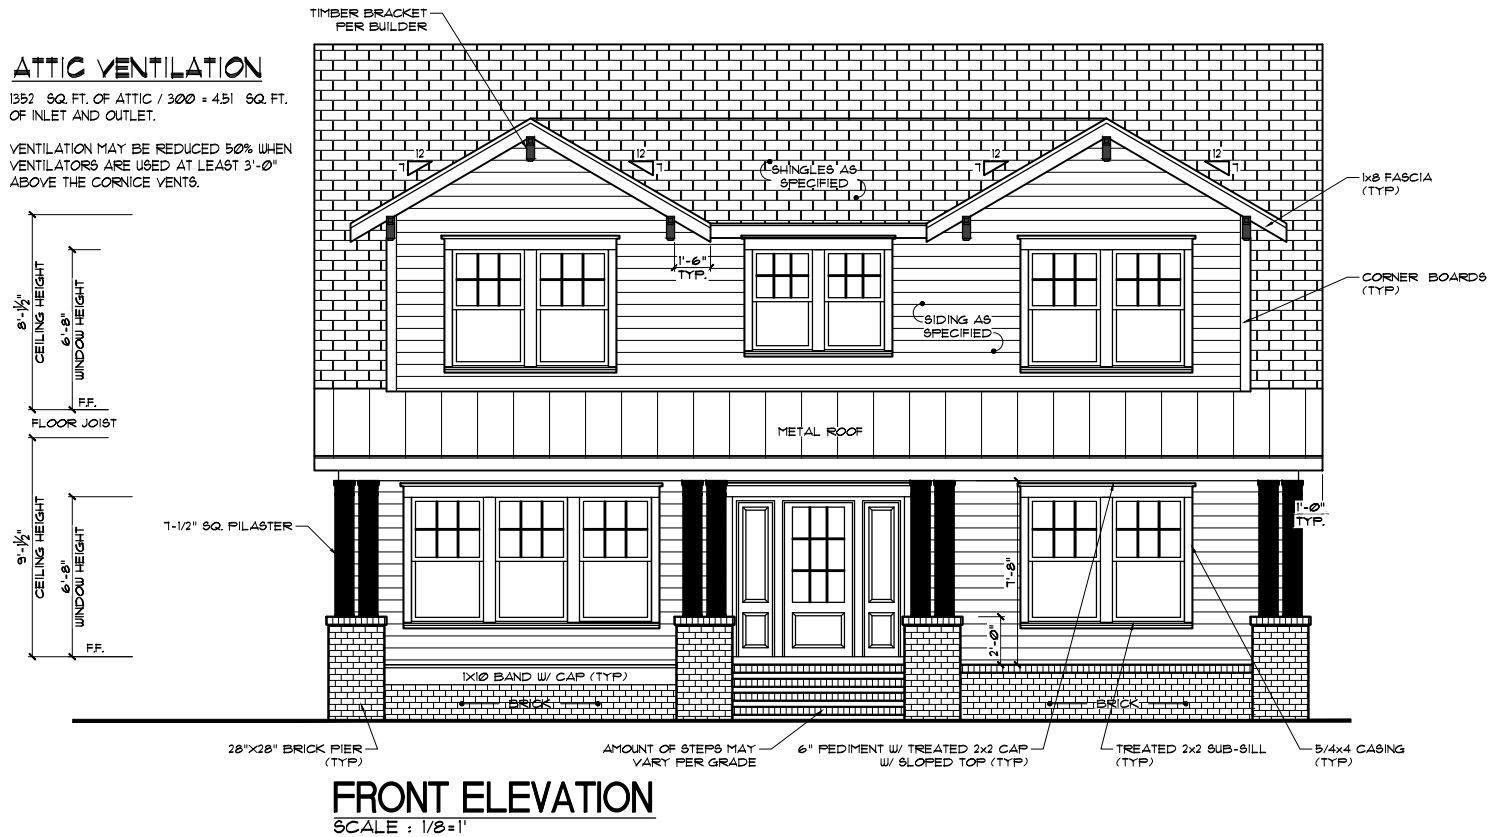 TIMBER BRACKET
PER BUILDER
ATTIC VENTILATION
1352 SQ. FT. OF ATTIC / 300 = 4.51 SQ. FT.
OF INLET AND OUTLET.
VENTILATION MAY BE REDUCED 50% WHEN
VENTILATORS ARE USED AT LEAST 3'-0"
ABOVE THE CORNICE VENTS.
12
7
12
7
12
7
12
7
SHINGLES AS
SPECIFIED
1x8 FASCIA
(TYP.)
1'-6"
TYP.
CORNER BOARDS
(TYP.)
SIDING AS
SPECIFIED
8'-1½"
CEILING HEIGHT
6'-8"
WINDOW HEIGHT
F.F.
FLOOR JOIST
METAL ROOF
9'-1½"
CEILING HEIGHT
6'-8"
WINDOW HEIGHT
F.F.
7-1/2" SQ. PILASTER
1'-0"
TYP.
7'-8"
2'-0"
1X10 BAND W/ CAP (TYP.)
BRICK
BRICK
28"X28" BRICK PIER
(TYP.)
AMOUNT OF STEPS MAY
VARY PER GRADE
6" PEDIMENT W/ TREATED 2x2 CAP
W/ SLOPED TOP (TYP.)
TREATED 2x2 SUB-SILL
(TYP.)
5/4x4 CASING
(TYP.)
FRONT ELEVATION
SCALE : 1/8=1'